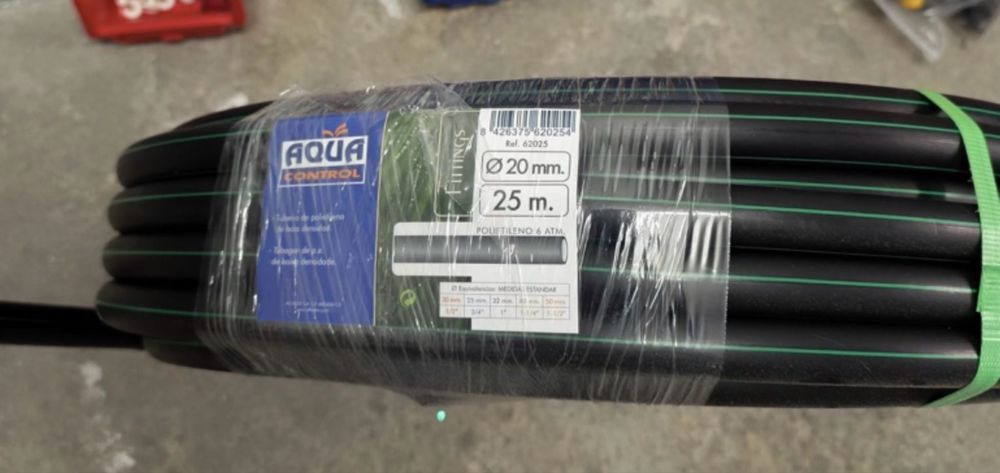 AQUA
CONTROL
- Tubería de polietileno
de baja densidad.
- Tubagem de p.e.
de baixa densidade.
FITTINGS
8 426375 620254
Ref. 62025
Ø 20 mm.
25 m.
POLIETILENO 6 ATM.
Ø Equivalencias: MEDIDAS ESTANDAR
20 mm. 25 mm. 32 mm. 40 mm. 50 mm.
1/2" 3/4" 1" 1-1/4" 1-1/2"